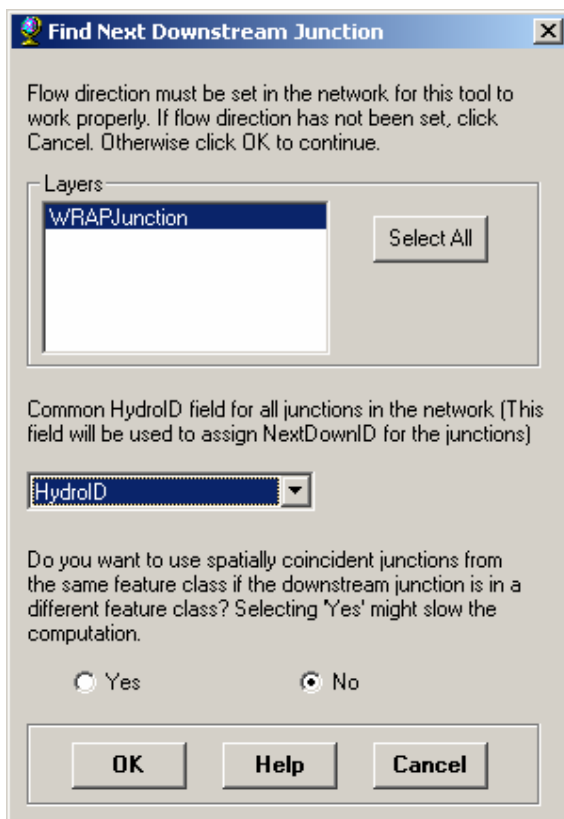 Find Next Downstream Junction
Flow direction must be set in the network for this tool to
work properly. If flow direction has not been set, click
Cancel. Otherwise click OK to continue.
Layers
WRAPJunction
Select All
Common HydroID field for all junctions in the network (This
field will be used to assign NextDownID for the junctions)
HydroID
Do you want to use spatially coincident junctions from
the same feature class if the downstream junction is in a
different feature class? Selecting 'Yes' might slow the
computation.
Yes
No
OK
Help
Cancel